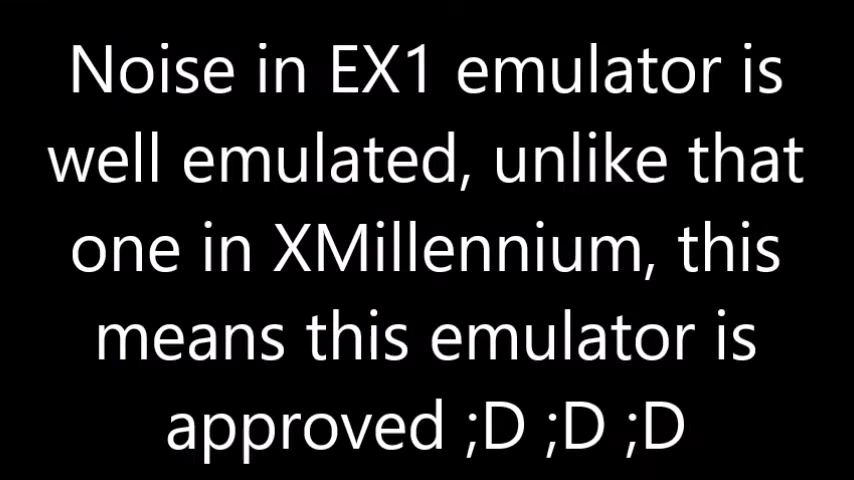 Noise in EX1 emulator is
well emulated, unlike that
one in XMillennium, this
means this emulator is
approved ;D ;D ;D